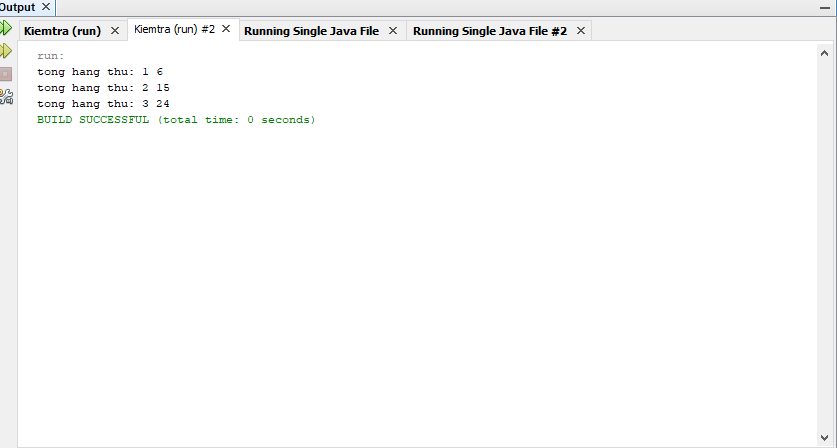 Output
Kiemtra (run) Kiemtra (run) #2 Running Single Java File Running Single Java File #2
run:
tong hang thu: 1 6
tong hang thu: 2 15
tong hang thu: 3 24
BUILD SUCCESSFUL (total time: 0 seconds)